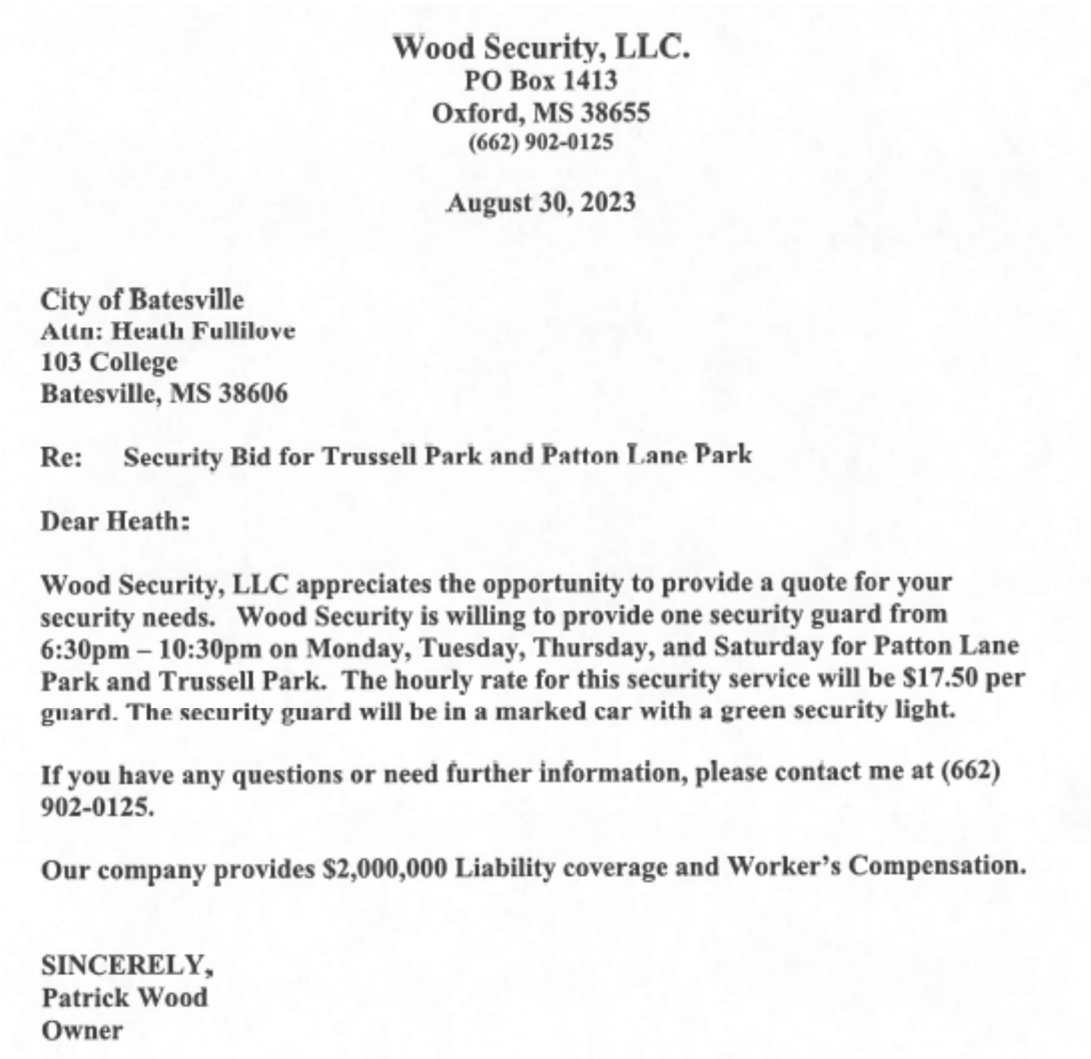 Wood Security, LLC.
PO Box 1413
Oxford, MS 38655
(662) 902-0125
August 30, 2023
City of Batesville
Attn: Heath Fullilove
103 College
Batesville, MS 38606
Re: Security Bid for Trussell Park and Patton Lane Park
Dear Heath:
Wood Security, LLC appreciates the opportunity to provide a quote for your
security needs. Wood Security is willing to provide one security guard from
6:30pm – 10:30pm on Monday, Tuesday, Thursday, and Saturday for Patton Lane
Park and Trussell Park. The hourly rate for this security service will be $17.50 per
guard. The security guard will be in a marked car with a green security light.
If you have any questions or need further information, please contact me at (662)
902-0125.
Our company provides $2,000,000 Liability coverage and Worker's Compensation.
SINCERELY,
Patrick Wood
Owner